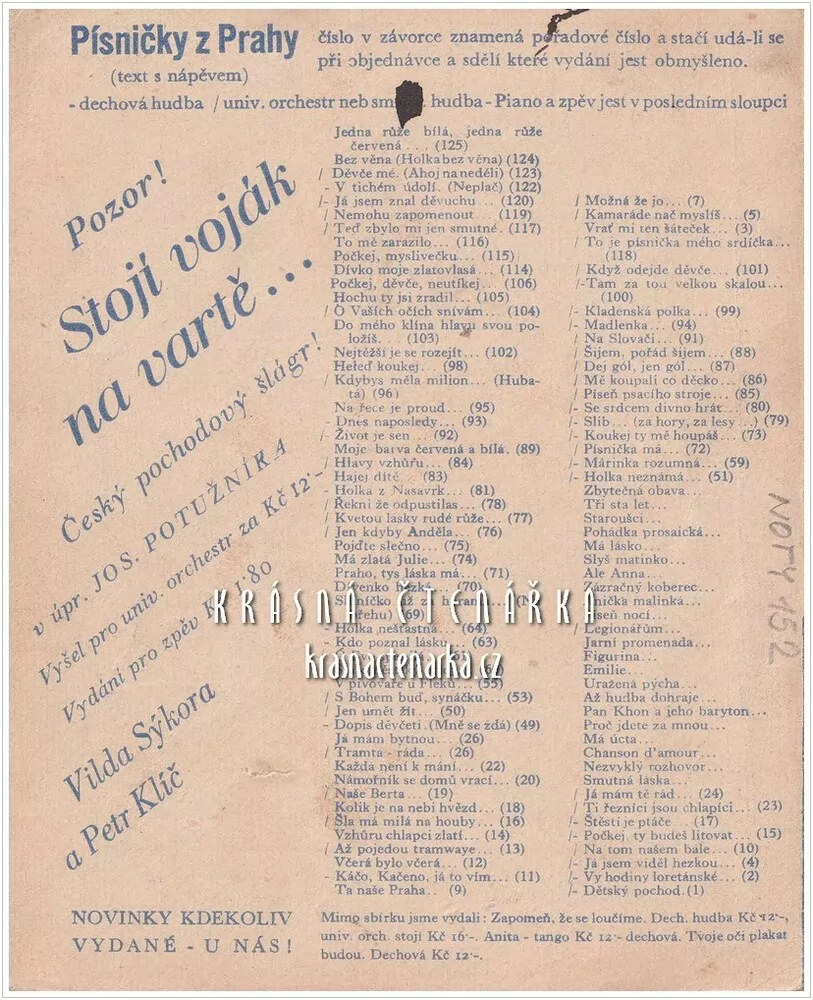 Písničky z Prahy
(text s nápěvem)
číslo v závorce znamená pořadové číslo a stačí udá-li se
při objednávce a sdělí které vydání jest obmyšleno.
- dechová hudba / univ. orchestr neb hudba - Piano a zpěv jest v posledním sloupci
Pozor!
Stojí voják
na vartě...
Český pochodový šlágr!
v úpr. JOS. POTUŽNÍKA
Vyšel pro univ. orchestr za Kč 12·-
Vydání pro zpěv Kč 1·80
Vilda Sýkora
a Petr Klíč
Jedna růže bílá, jedna růže
červená... (125)
Bez věna (Holka bez věna) (124)
/ Děvče mé. (Ahoj na neděli) (123)
- V tichém údolí. (Neplač) (122)
/- Já jsem znal děvuchu... (120)
/ Nemohu zapomenout... (119)
/ Teď zbylo mi jen smutné. (117)
To mě zarazilo... (116)
Počkej, myslivečku... (115)
Dívko moje zlatovlasá... (114)
Počkej, děvče, neutíkej... (106)
Hochu ty jsi zradil... (105)
/ O Vašich očích snívám... (104)
Do mého klína hlavu svou po-
ložíš... (103)
Nejtěžší je se rozejít... (102)
Heleď koukej... (98)
/ Kdybys měla milion... (Huba-
tá) (96)
Na řece je proud... (95)
- Dnes naposledy... (93)
/- Život je sen... (92)
Moje barva červená a bílá. (89)
/ Hlavy vzhůru... (84)
Hajej dítě... (83)
- Holka z Nasavrk... (81)
/ Řekni že odpustilas... (78)
/ Kvetou lásky rudé růže... (77)
/ Jen kdyby Anděla... (76)
Pojďte slečno... (75)
Má zlatá Julie... (74)
Praho, tys láska má... (71)
(70)
(69)
- Holka nešťastná... (64)
- Kdo poznal lásku... (63)
V pivovaře u Fleků... (55)
/ S Bohem buď, synáčku... (53)
/ Jen umět žít... (50)
- Dopis děvčeti (Mně se zdá) (49)
Já mám bytnou... (26)
/ Tramta - ráda... (26)
Každá není k mání... (22)
Námořník se domů vrací... (20)
/ Naše Berta... (19)
Kolik je na nebi hvězd... (18)
/ Šla má milá na houby... (16)
Vzhůru chlapci zlatí... (14)
/ Až pojedou tramwaye... (13)
Včera bylo včera... (12)
- Káčo, Kačeno, já to vím... (11)
Ta naše Praha.. (9)
/ Možná že jo... (7)
/ Kamaráde nač myslíš... (5)
Vrať mi ten šáteček... (3)
/ To je písnička mého srdíčka...
(118)
/ Když odejde děvče... (101)
/-Tam za tou velkou skalou...
(100)
/- Kladenská polka... (99)
/- Madlenka... (94)
/ Na Slovači... (91)
/ Šijem, pořád šijem... (88)
/ Dej gól, jen gól... (87)
/ Mě koupali co děcko... (86)
/ Píseň psacího stroje... (85)
/- Se srdcem divno hrát... (80)
/- Slib... (za hory, za lesy...) (79)
/- Koukej ty mě houpáš... (73)
/ Písnička má... (72)
/- Márinka rozumná... (59)
/- Holka neznámá... (51)
Zbytečná obava...
Tři sta let...
Staroušci...
Pohádka prosaická...
Má lásko...
Slyš matinko...
Ale Anna...
Zázračný koberec...
malinká...
nocí...
/ Legionářům...
Jarní promenada...
Figurina...
Emilie...
Uražená pýcha...
Až hudba dohraje...
Pan Khon a jeho baryton...
Proč jdete za mnou...
Má úcta...
Chanson d'amour...
Nezvyklý rozhovor...
Smutná láska...
/ Já mám tě rád... (24)
/ Ti řezníci jsou chlapíci... (23)
/- Štěstí je ptáče... (17)
/- Počkej, ty budeš litovat... (15)
/ Na tom našem bále... (10)
/- Já jsem viděl hezkou... (4)
/- Vy hodiny loretánské... (2)
/- Dětský pochod.(1)
NOTY 1512
KRÁSNÁ ČTENÁŘKA
krasnactenarka.cz
NOVINKY KDEKOLIV
VYDANÉ - U NÁS!
Mimo sbírku jsme vydali: Zapomeň, že se loučíme. Dech. hudba Kč 12·-,
univ. orch. stojí Kč 16·-. Anita - tango Kč 12·- dechová. Tvoje oči plakat
budou. Dechová Kč 12·-.